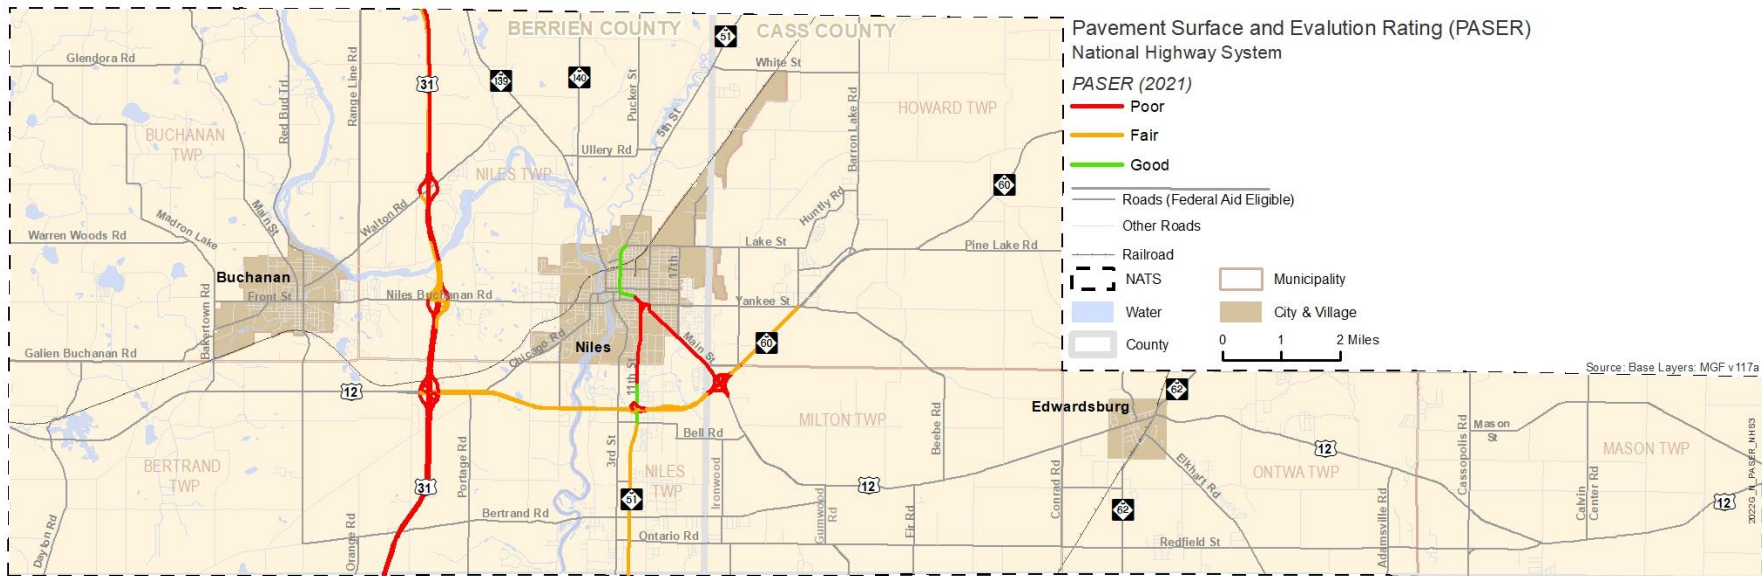 Pavement Surface and Evalution Rating (PASER)
National Highway System
PASER (2021)
Poor
Fair
Good
Roads (Federal Aid Eligible)
Other Roads
Railroad
NATS
Municipality
Water
City & Village
County
0 1 2 Miles
Source: Base Layers: MGF v117a
2022G_N_PASER_NHS3
BERRIEN COUNTY
CASS COUNTY
51
Glendora Rd
Red Bud Trl
Range Line Rd
31
139
140
Pucker St
White St
5th St
HOWARD TWP
BUCHANAN
TWP
Ullery Rd
Barron Lake Rd
NILES TWP
60
Madron Lake
Main St
Walton Rd
Huntly Rd
Warren Woods Rd
Lake St
Pine Lake Rd
Buchanan
17th
Front St
Niles Buchanan Rd
Yankee St
Bakertown Rd
Galien Buchanan Rd
Chicago Rd
Niles
Main St
60
11th St
12
MILTON TWP
Beebe Rd
Edwardsburg
62
Bell Rd
3rd St
Cassopolis Rd
Mason
St
MASON TWP
BERTRAND
TWP
Portage Rd
NILES
TWP
Ironwood
12
Elkhart Rd
12
ONTWA TWP
31
51
Gumwood
Rd
Fir Rd
Conrad Rd
62
Adamsville Rd
Calvin
Center Rd
12
Dayton Rd
Orange Rd
Bertrand Rd
Ontario Rd
Redfield St